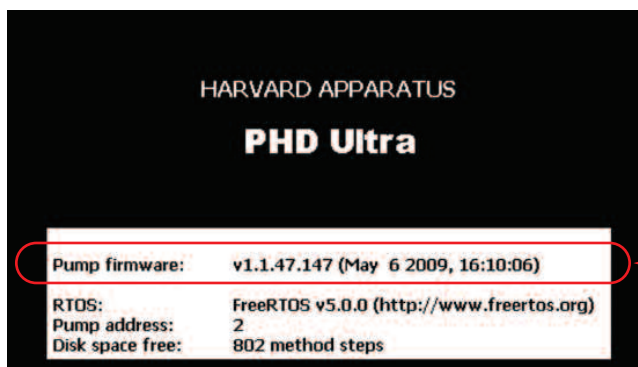 HARVARD APPARATUS
PHD Ultra
Pump firmware: v1.1.47.147 (May 6 2009, 16:10:06)
RTOS: FreeRTOS v5.0.0 (http://www.freertos.org)
Pump address: 2
Disk space free: 802 method steps